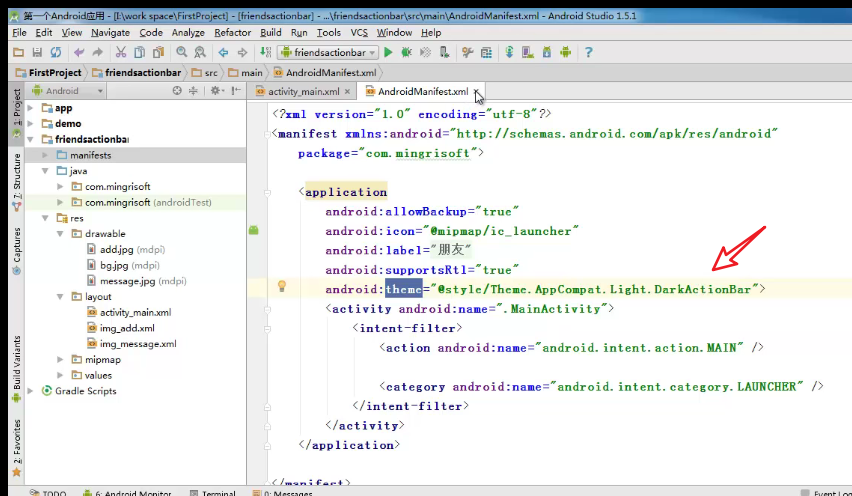 第一个Android应用 - [E:\work space\FirstProject] - [friendsactionbar] - ...\friendsactionbar\src\main\AndroidManifest.xml - Android Studio 1.5.1
File Edit View Navigate Code Analyze Refactor Build Run Tools VCS Window Help
friendsactionbar
FirstProject friendsactionbar src main AndroidManifest.xml
Android
activity_main.xml AndroidManifest.xml
1: Project
7: Structure
Captures
Build Variants
2: Favorites
app
demo
friendsactionbar
manifests
java
com.mingrisoft
com.mingrisoft (androidTest)
res
drawable
add.jpg (mdpi)
bg.jpg (mdpi)
message.jpg (mdpi)
layout
activity_main.xml
img_add.xml
img_message.xml
mipmap
values
Gradle Scripts
<?xml version="1.0" encoding="utf-8"?>
<manifest xmlns:android="http://schemas.android.com/apk/res/android"
package="com.mingrisoft">
<application
android:allowBackup="true"
android:icon="@mipmap/ic_launcher"
android:label="朋友"
android:supportsRtl="true"
android:theme="@style/Theme.AppCompat.Light.DarkActionBar">
<activity android:name=".MainActivity">
<intent-filter>
<action android:name="android.intent.action.MAIN" />
<category android:name="android.intent.category.LAUNCHER" />
</intent-filter>
</activity>
</application>
</manifest>
TODO 6: Android Monitor Terminal 0: Messages Event Log